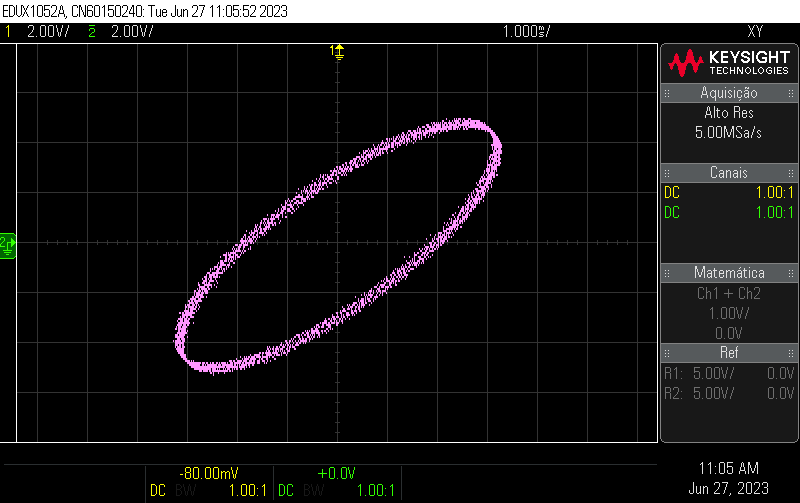 EDUX1052A, CN60150240: Tue Jun 27 11:05:52 2023
1 2.00V/ 2 2.00V/ 1.000ms/ XY
1
2
KEYSIGHT
TECHNOLOGIES
Aquisição
Alto Res
5.00MSa/s
Canais
DC 1.00:1
DC 1.00:1
Matemática
Ch1 + Ch2
1.00V/
0.0V
Ref
R1: 5.00V/ 0.0V
R2: 5.00V/ 0.0V
-80.00mV +0.0V
DC BW 1.00:1 DC BW 1.00:1
11:05 AM
Jun 27, 2023